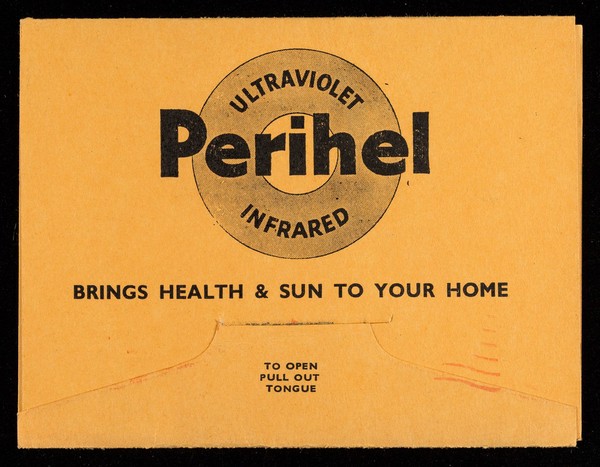 ULTRAVIOLET
Perihel
INFRARED
BRINGS HEALTH & SUN TO YOUR HOME
TO OPEN
PULL OUT
TONGUE